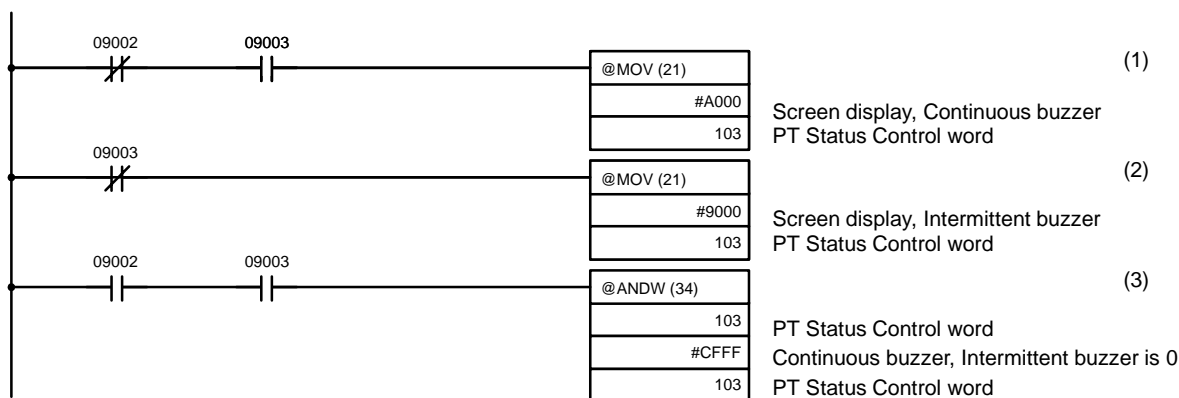 09002 09003
@MOV (21) (1)
#A000 Screen display, Continuous buzzer
103 PT Status Control word
09003
@MOV (21) (2)
#9000 Screen display, Intermittent buzzer
103 PT Status Control word
09002 09003
@ANDW (34) (3)
103 PT Status Control word
#CFFF Continuous buzzer, Intermittent buzzer is 0
103 PT Status Control word